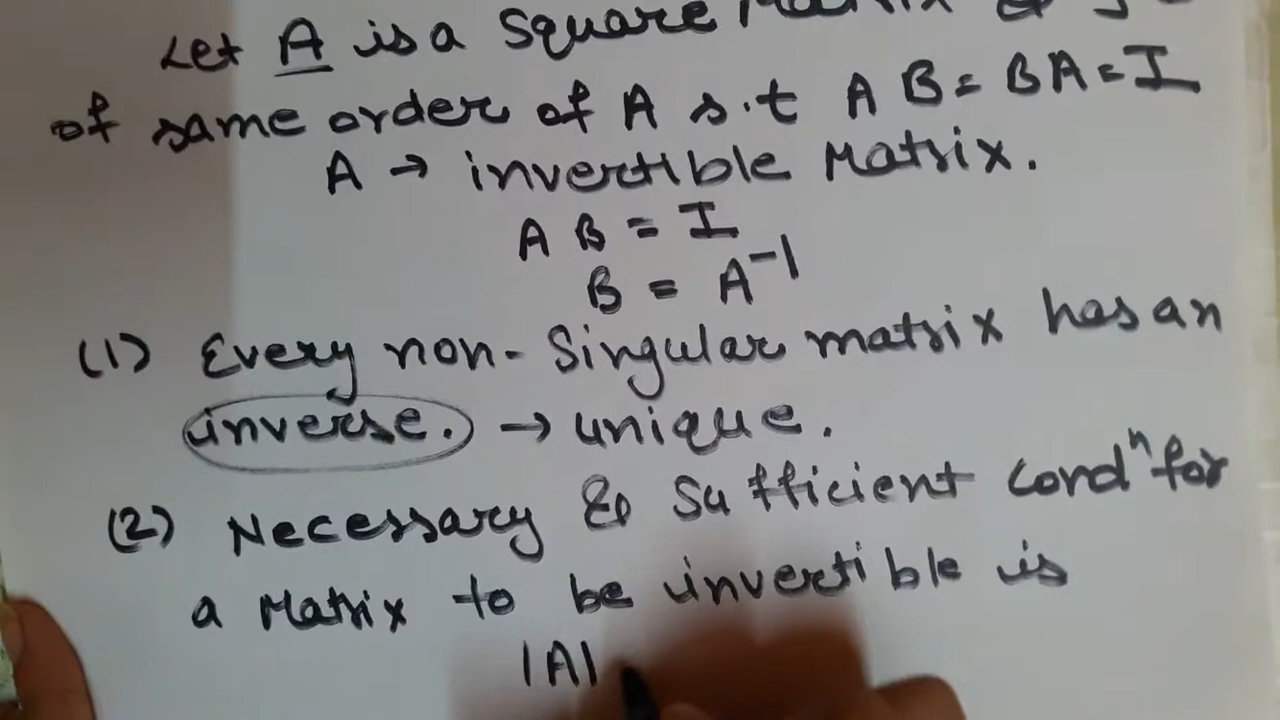 Let A is a Square Matrix
of same order of A s.t AB = BA = I
A → invertible Matrix.
AB = I
B = A⁻¹
(1) Every non-Singular matrix has an
inverse. → unique.
(2) Necessary & Sufficient condⁿ for
a Matrix to be invertible is
|A|